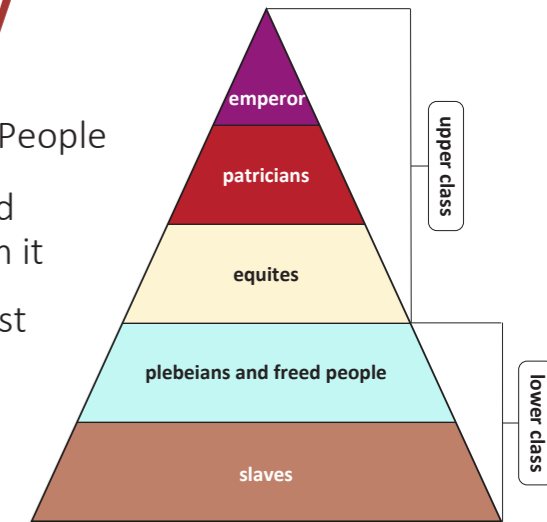 People
d
n it
st
emperor
patricians
equites
plebeians and freed people
slaves
upper class
lower class